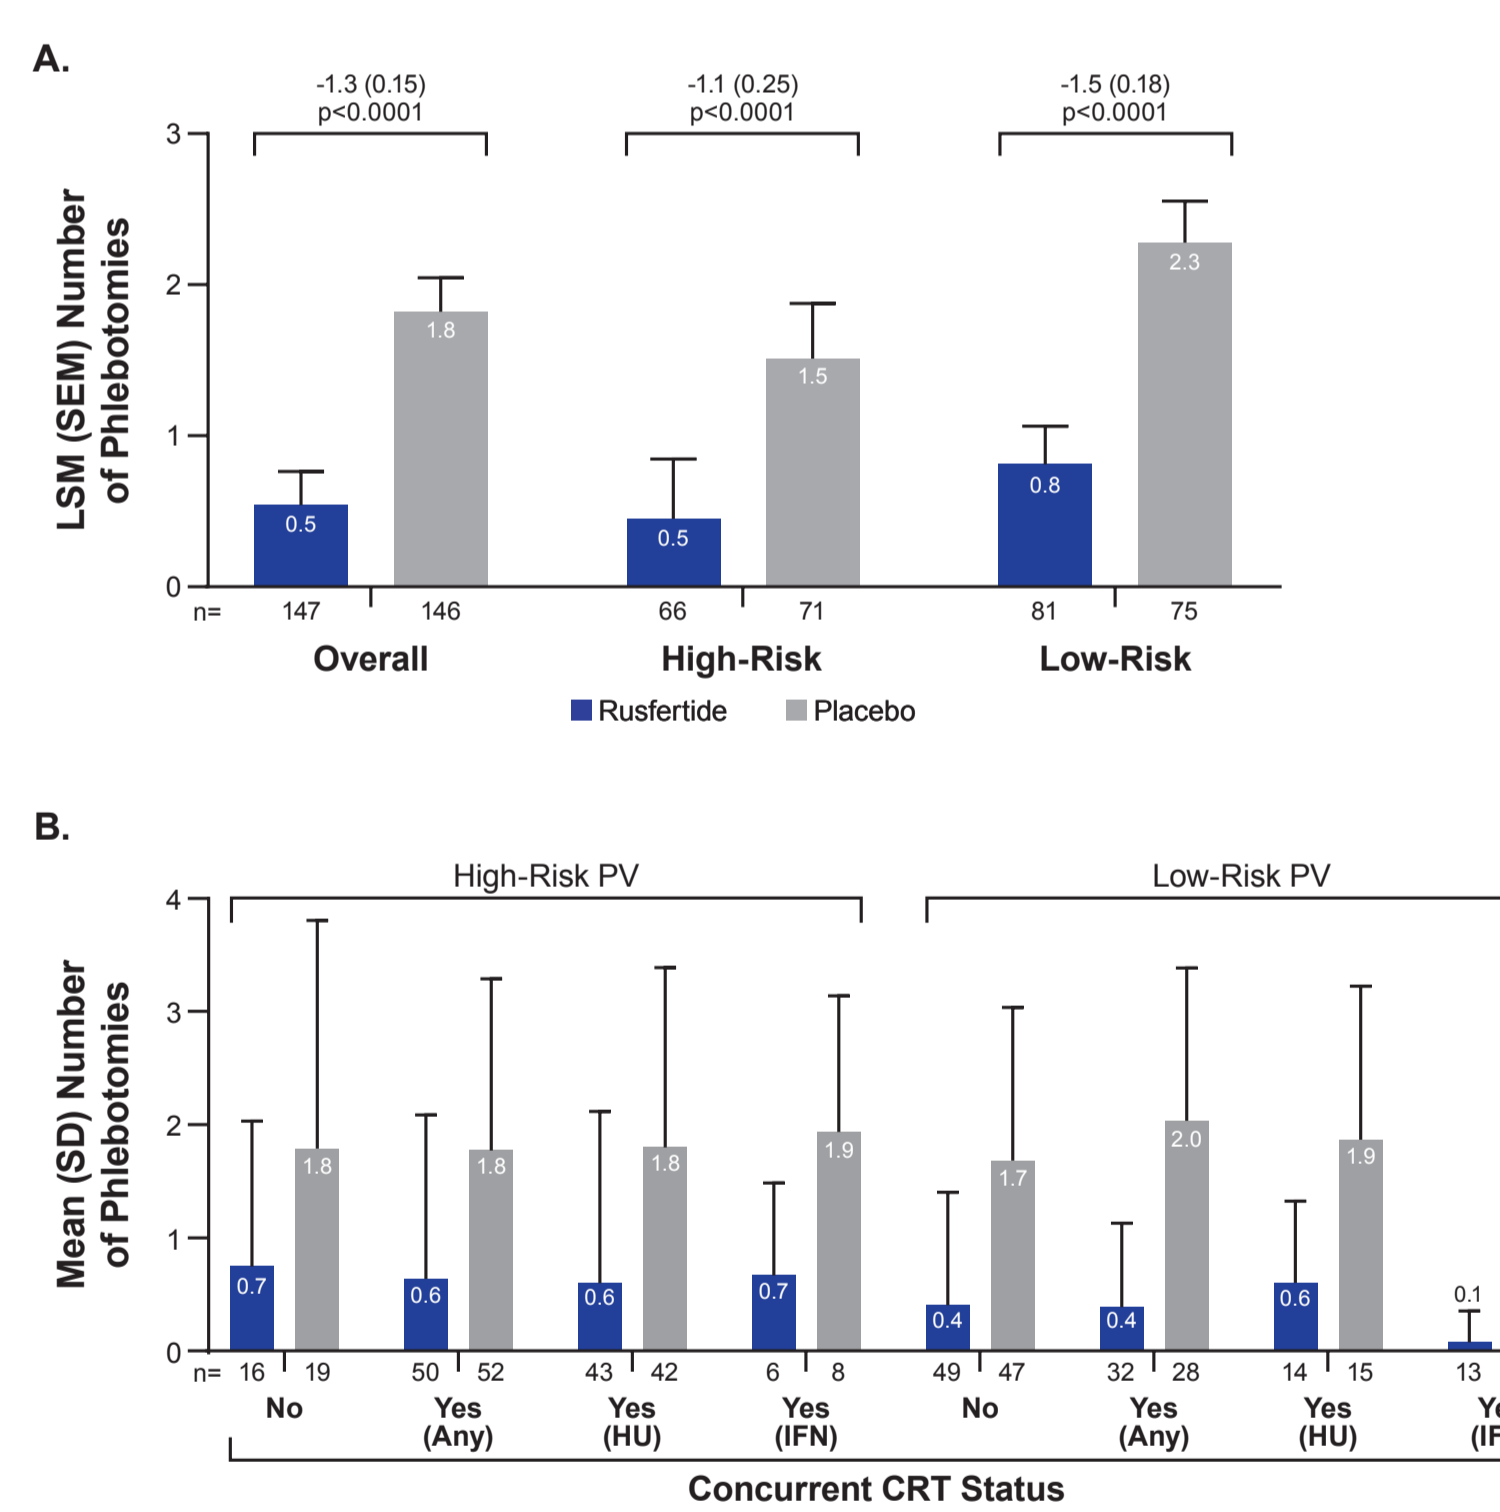 A.
-1.3 (0.15) -1.1 (0.25) -1.5 (0.18)
p<0.0001 p<0.0001 p<0.0001
LSM (SEM) Number
of Phlebotomies
3
2
1
0
0.5 1.8 0.5 1.5 0.8 2.3
n= 147 146 66 71 81 75
Overall High-Risk Low-Risk
Rusfertide Placebo
B.
High-Risk PV Low-Risk PV
Mean (SD) Number
of Phlebotomies
4
3
2
1
0
0.7 1.8 0.6 1.8 0.6 1.8 0.7 1.9 0.4 1.7 0.4 2.0 0.6 1.9 0.1
n= 16 19 50 52 43 42 6 8 49 47 32 28 14 15 13
No Yes Yes Yes No Yes Yes Ye
(Any) (HU) (IFN) (Any) (HU) (IF
Concurrent CRT Status